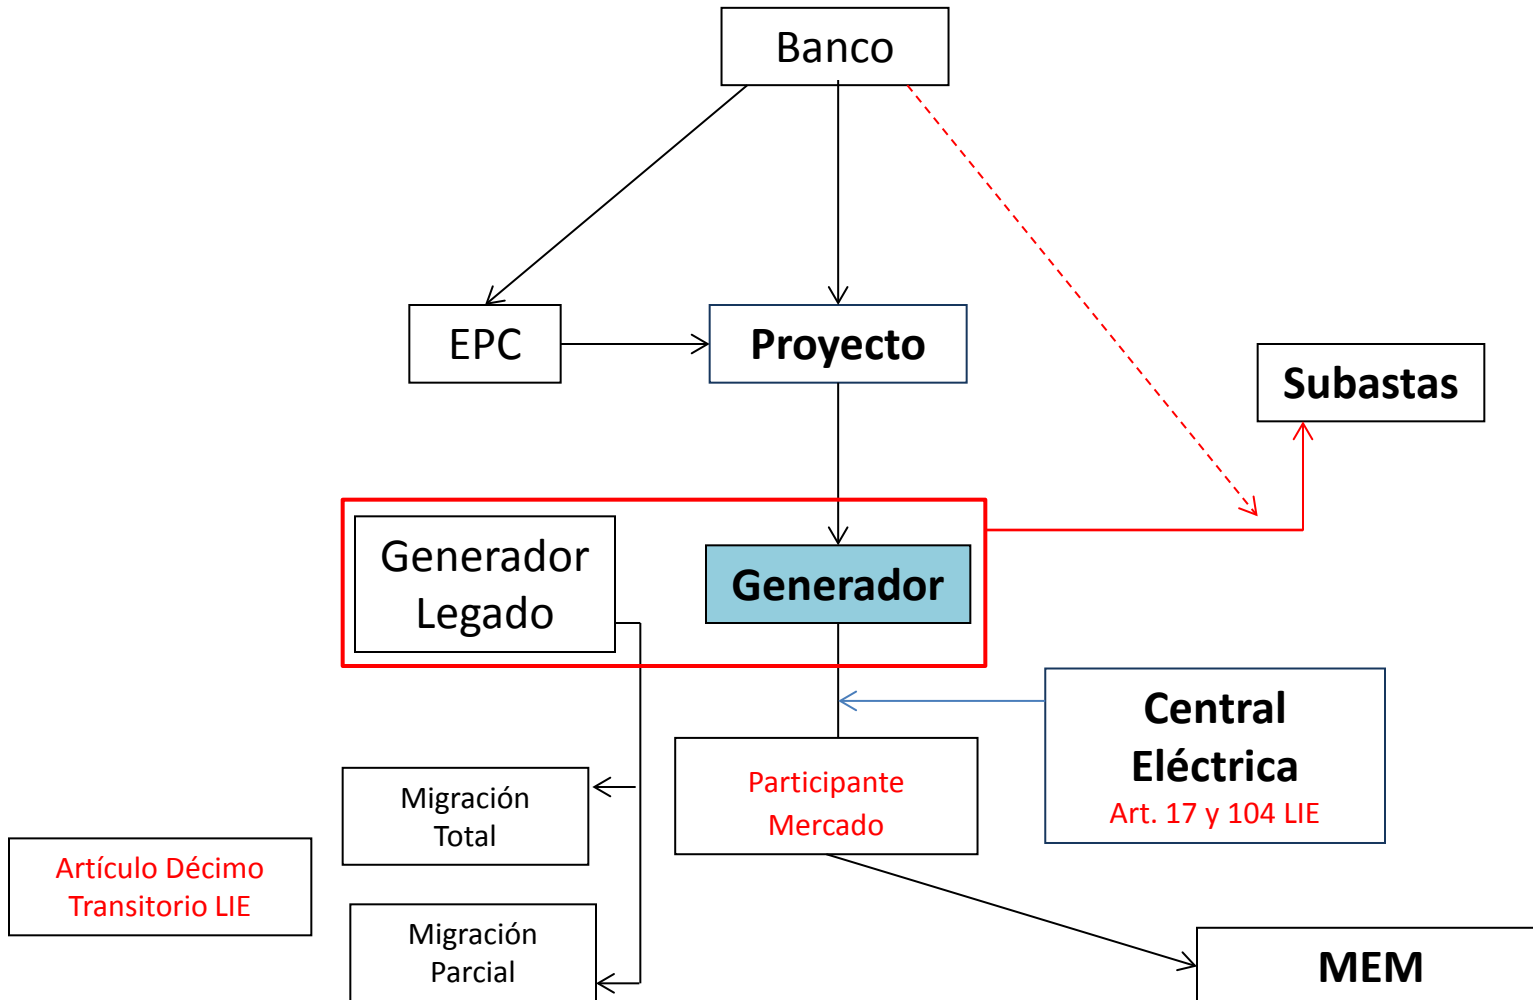 Banco
EPC
Proyecto
Subastas
Generador
Legado
Generador
Central
Eléctrica
Art. 17 y 104 LIE
Participante
Mercado
Migración
Total
Artículo Décimo
Transitorio LIE
Migración
Parcial
MEM